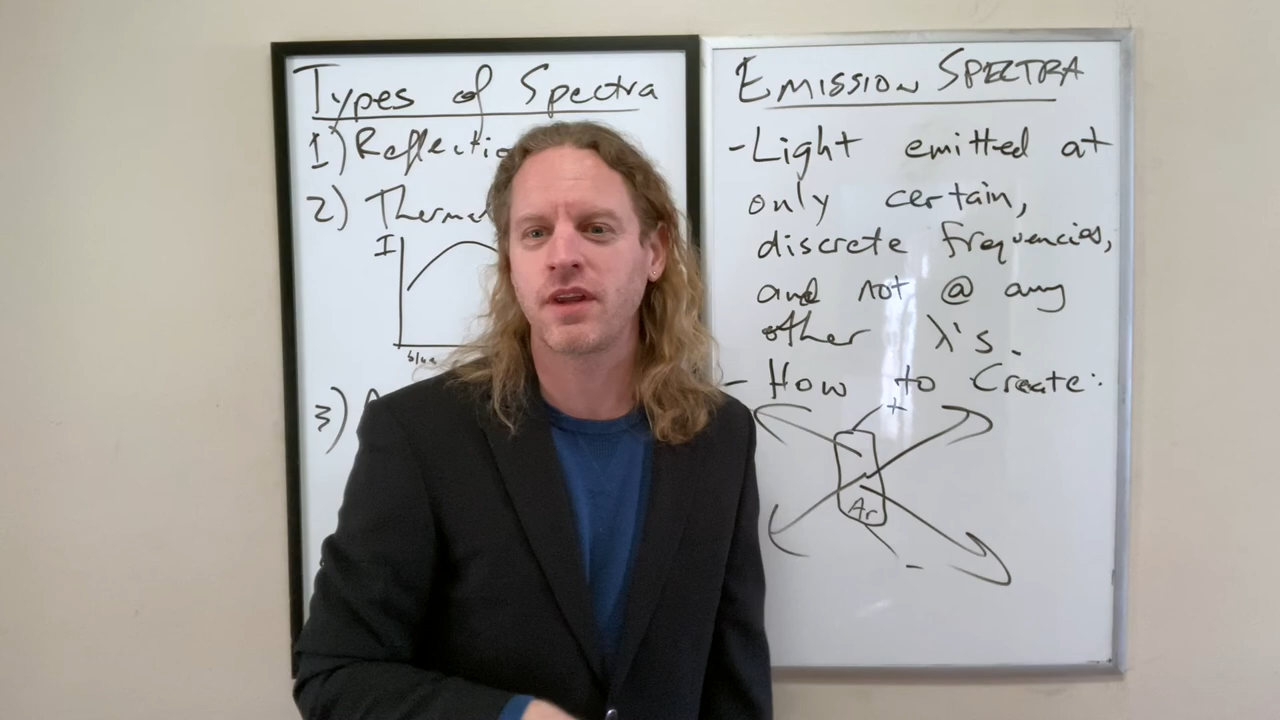 Types of Spectra
1) Reflectio
2) Therma
I
blue
3) A
EMISSION SPECTRA
- Light emitted at
only certain,
discrete frequencies,
and not @ any
other λ's.
- How to Create:
+
Ar
-